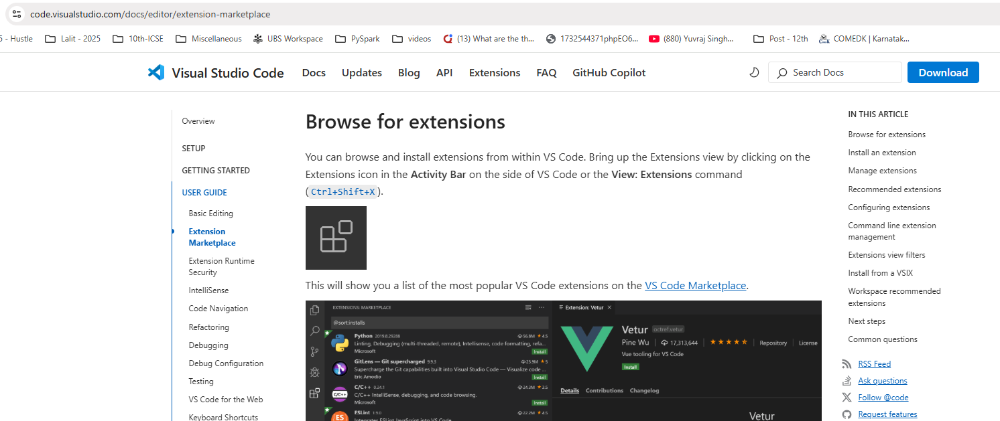 code.visualstudio.com/docs/editor/extension-marketplace
5 - Hustle
Lalit - 2025
10th-ICSE
Miscellaneous
UBS Workspace
PySpark
videos
(13) What are the th...
1732544371phpEO6...
(880) Yuvraj Singh...
Post - 12th
COMEDK | Karnatak...
Visual Studio Code
Docs
Updates
Blog
API
Extensions
FAQ
GitHub Copilot
Search Docs
Download
Overview
SETUP
GETTING STARTED
USER GUIDE
Basic Editing
Extension
Marketplace
Extension Runtime
Security
IntelliSense
Code Navigation
Refactoring
Debugging
Debug Configuration
Testing
VS Code for the Web
Keyboard Shortcuts
Browse for extensions
You can browse and install extensions from within VS Code. Bring up the Extensions view by clicking on the
Extensions icon in the Activity Bar on the side of VS Code or the View: Extensions command
(Ctrl+Shift+X).
This will show you a list of the most popular VS Code extensions on the VS Code Marketplace.
EXTENSIONS: MARKETPLACE
@sort:installs
Python 2019.8.29288 56.8M 4.5
Linting, Debugging (multi-threaded, remote), Intellisense, code formatting, refa...
Microsoft Install
GitLens — Git supercharged 9.9.3 25.9M 5
Supercharge the Git capabilities built into Visual Studio Code — Visualize code ...
Eric Amodio Install
C/C++
C/C++ 0.24.1 24.3M 3.5
C/C++ IntelliSense, debugging, and code browsing.
Microsoft Install
ES
ESLint 1.9.0 22.2M 4.5
Integrates ESLint JavaScript into VS Code.
Extension: Vetur
Vetur octref.vetur
Pine Wu 17,313,644 Repository License
Vue tooling for VS Code
Install
Details Contributions Changelog
Vetur
IN THIS ARTICLE
Browse for extensions
Install an extension
Manage extensions
Recommended extensions
Configuring extensions
Command line extension
management
Extensions view filters
Install from a VSIX
Workspace recommended
extensions
Next steps
Common questions
RSS Feed
Ask questions
Follow @code
Request features